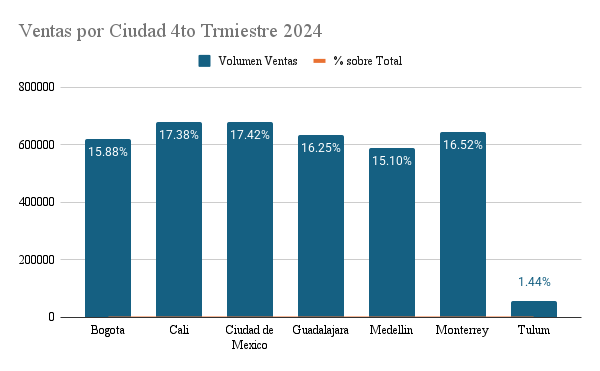 Ventas por Ciudad 4to Trmiestre 2024
Volumen Ventas % sobre Total
800000
600000
400000
200000
0
15.88%
17.38%
17.42%
16.25%
15.10%
16.52%
1.44%
Bogota
Cali
Ciudad de
Mexico
Guadalajara
Medellin
Monterrey
Tulum